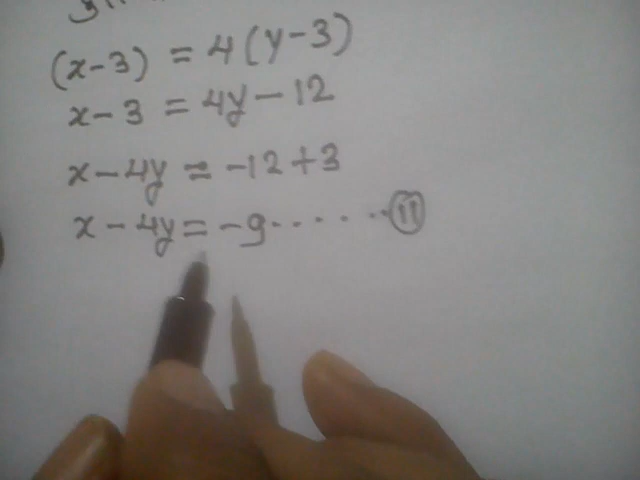 (x-3) = 4(y-3)
x-3 = 4y-12
x-4y = -12+3
x-4y = -9...... (ii)